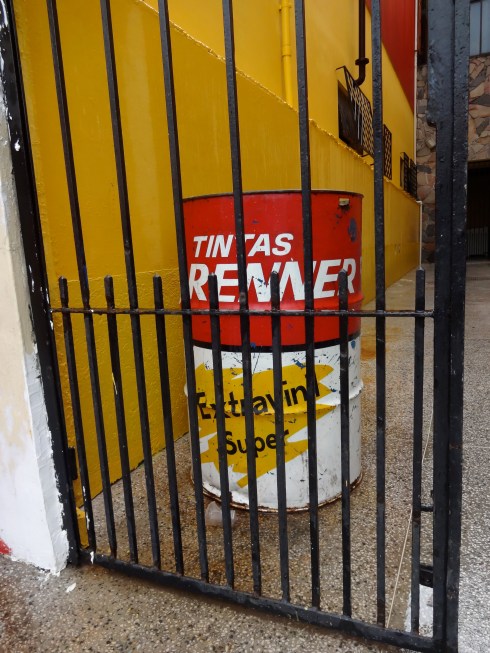 TINTAS
RENNER
Extravinil
Super